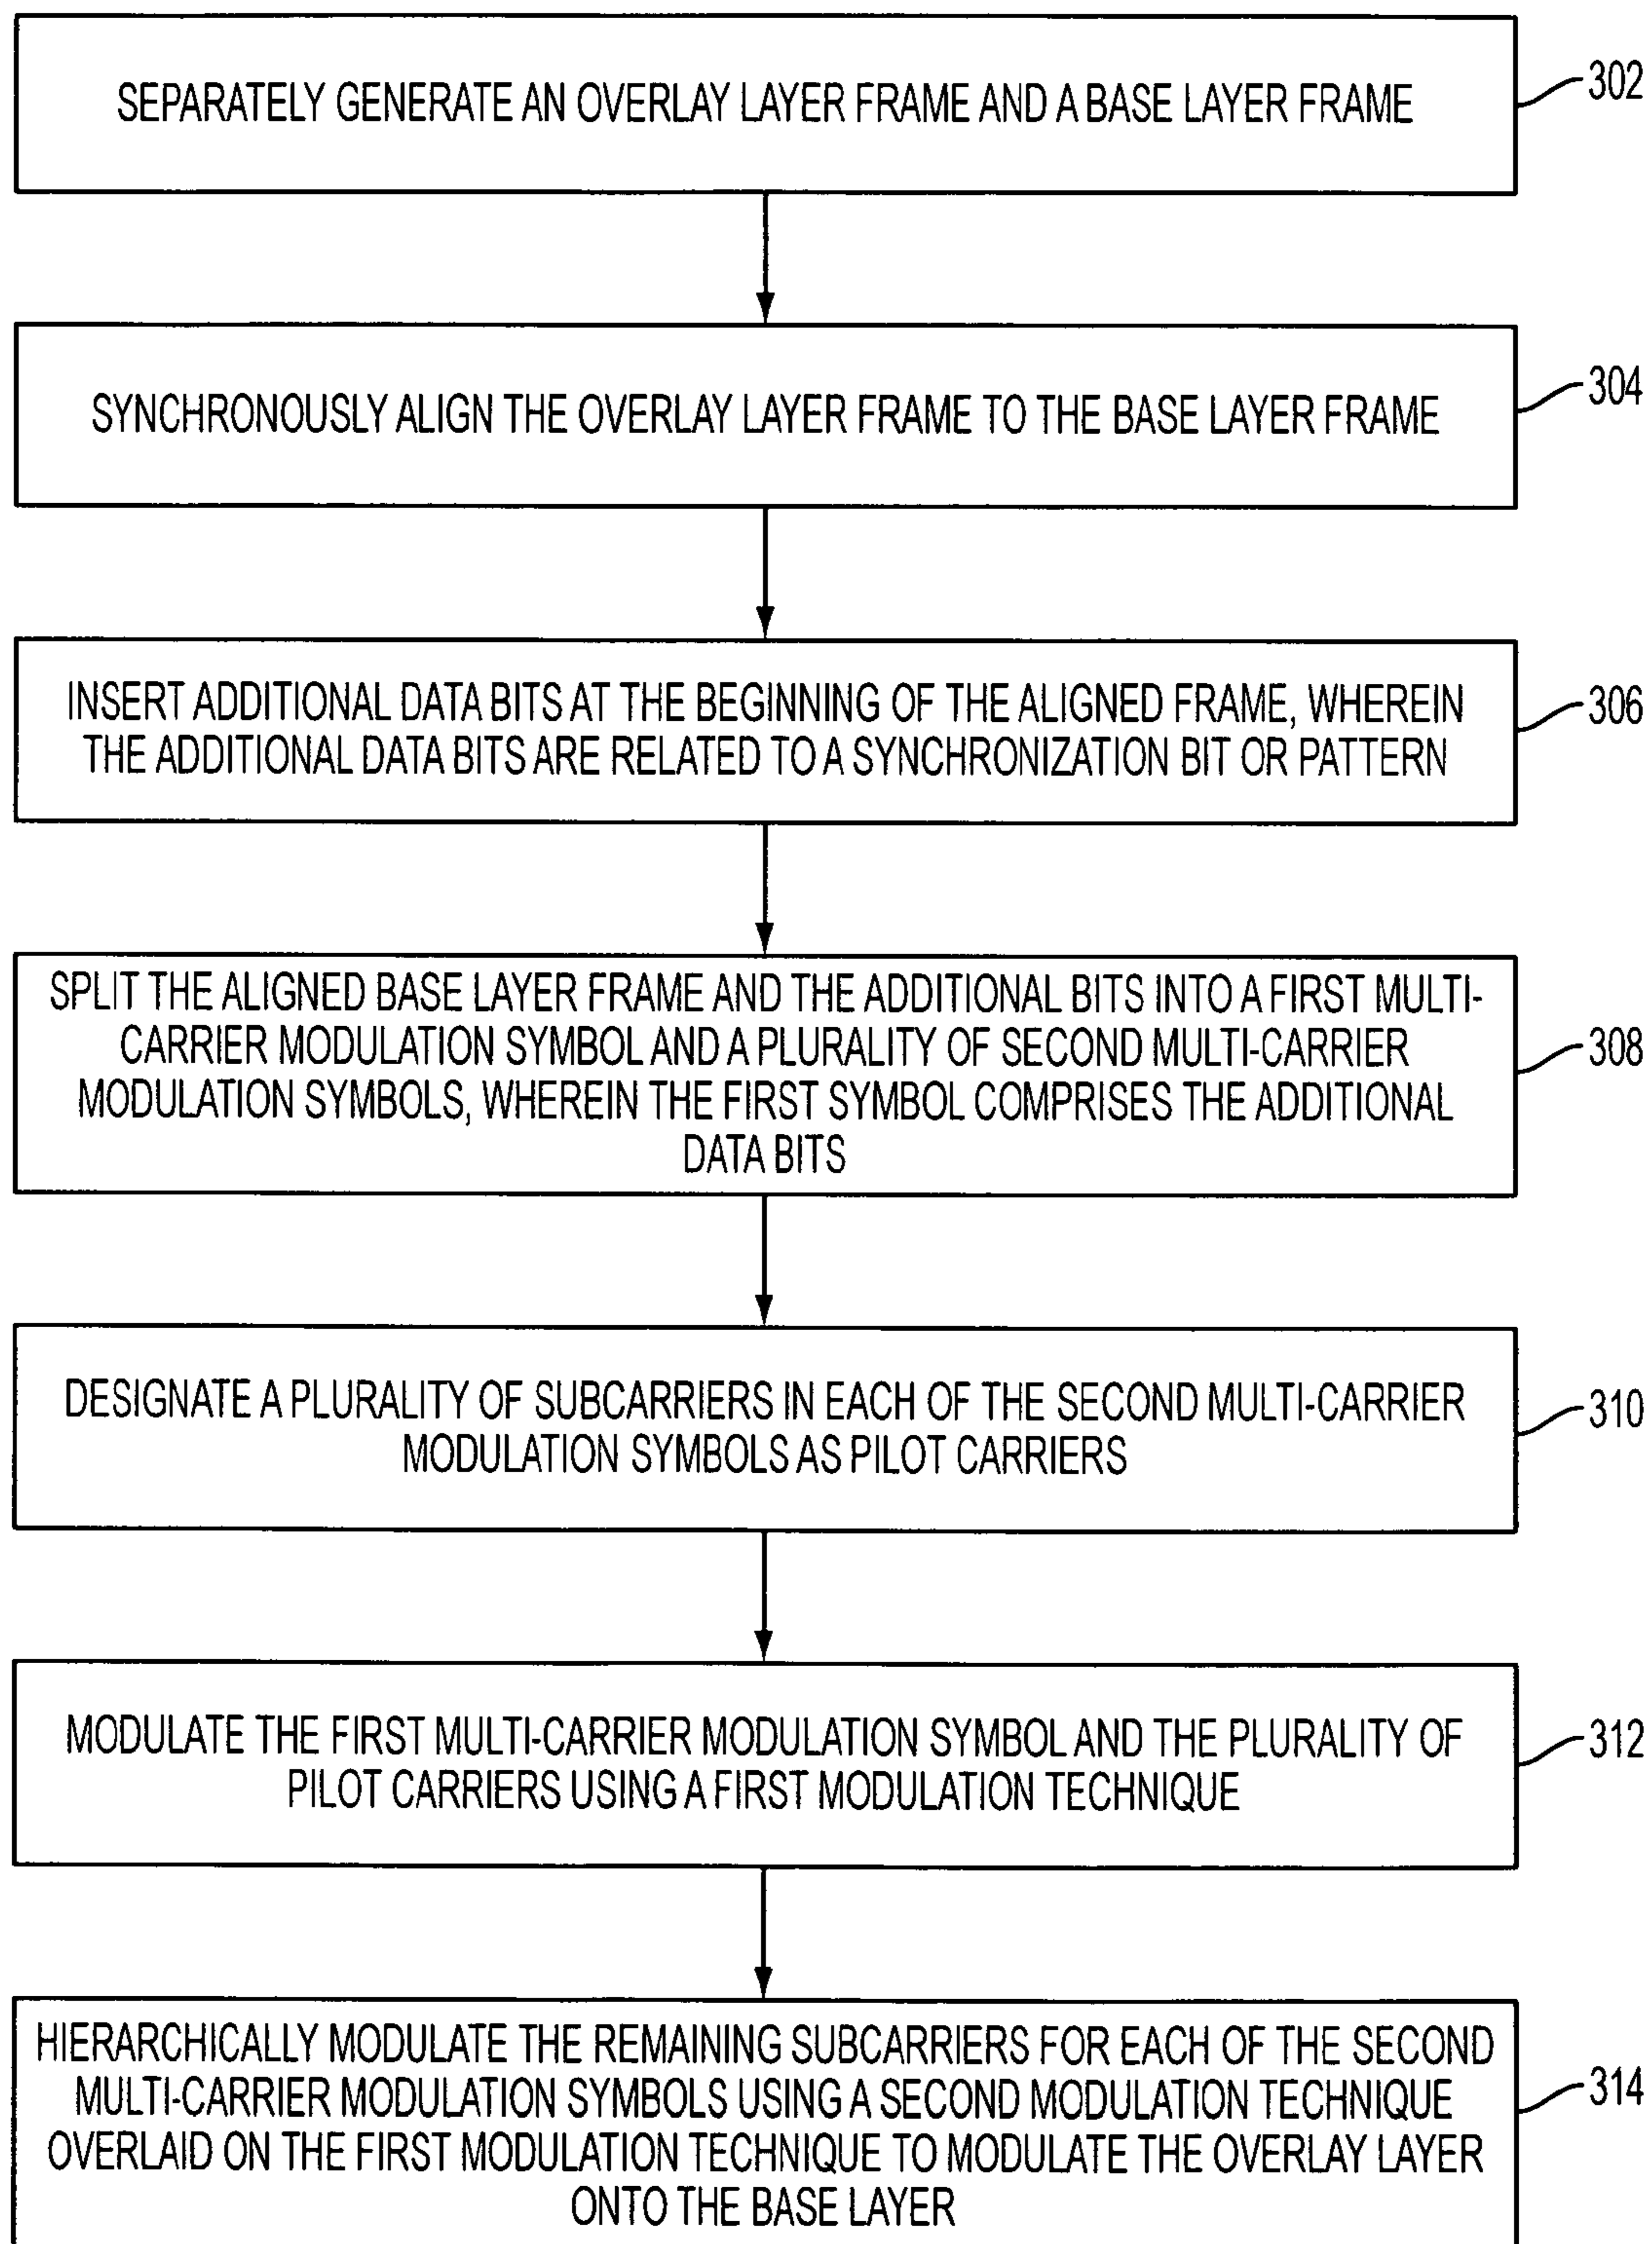 SEPARATELY GENERATE AN OVERLAY LAYER FRAME AND A BASE LAYER FRAME
302
SYNCHRONOUSLY ALIGN THE OVERLAY LAYER FRAME TO THE BASE LAYER FRAME
304
INSERT ADDITIONAL DATA BITS AT THE BEGINNING OF THE ALIGNED FRAME, WHEREIN
THE ADDITIONAL DATA BITS ARE RELATED TO A SYNCHRONIZATION BIT OR PATTERN
306
SPLIT THE ALIGNED BASE LAYER FRAME AND THE ADDITIONAL BITS INTO A FIRST MULTI-
CARRIER MODULATION SYMBOL AND A PLURALITY OF SECOND MULTI-CARRIER
MODULATION SYMBOLS, WHEREIN THE FIRST SYMBOL COMPRISES THE ADDITIONAL
DATA BITS
308
DESIGNATE A PLURALITY OF SUBCARRIERS IN EACH OF THE SECOND MULTI-CARRIER
MODULATION SYMBOLS AS PILOT CARRIERS
310
MODULATE THE FIRST MULTI-CARRIER MODULATION SYMBOL AND THE PLURALITY OF
PILOT CARRIERS USING A FIRST MODULATION TECHNIQUE
312
HIERARCHICALLY MODULATE THE REMAINING SUBCARRIERS FOR EACH OF THE SECOND
MULTI-CARRIER MODULATION SYMBOLS USING A SECOND MODULATION TECHNIQUE
OVERLAID ON THE FIRST MODULATION TECHNIQUE TO MODULATE THE OVERLAY LAYER
ONTO THE BASE LAYER
314